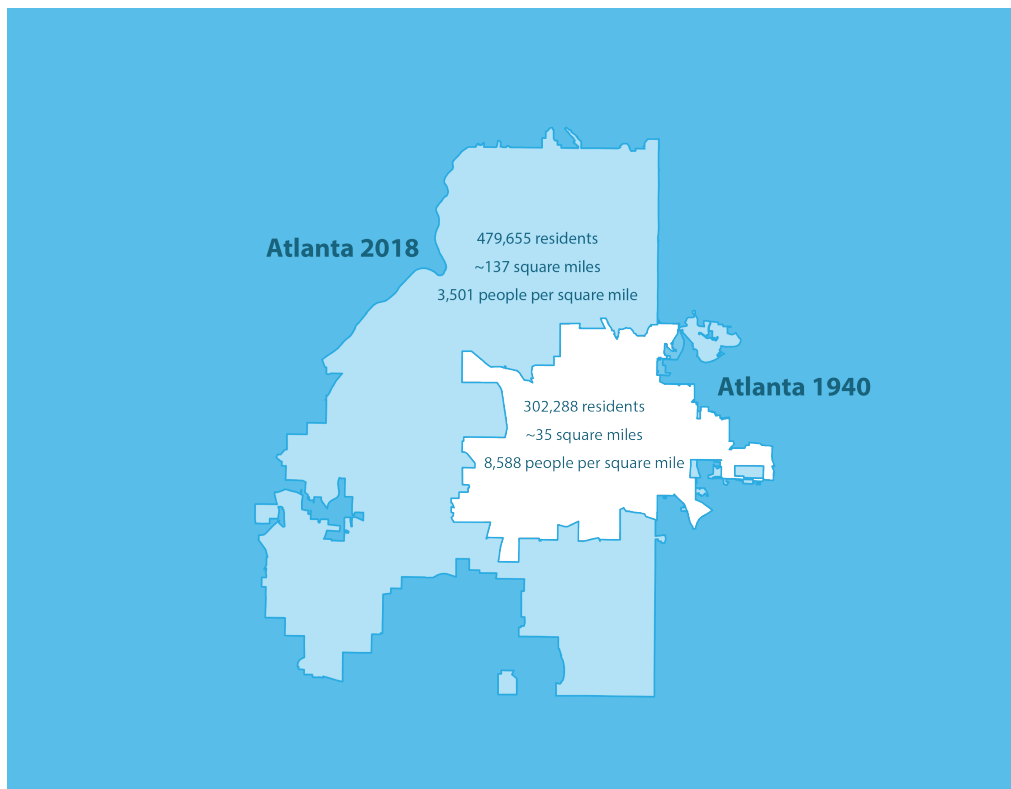 Atlanta 2018
479,655 residents
~137 square miles
3,501 people per square mile
Atlanta 1940
302,288 residents
~35 square miles
8,588 people per square mile